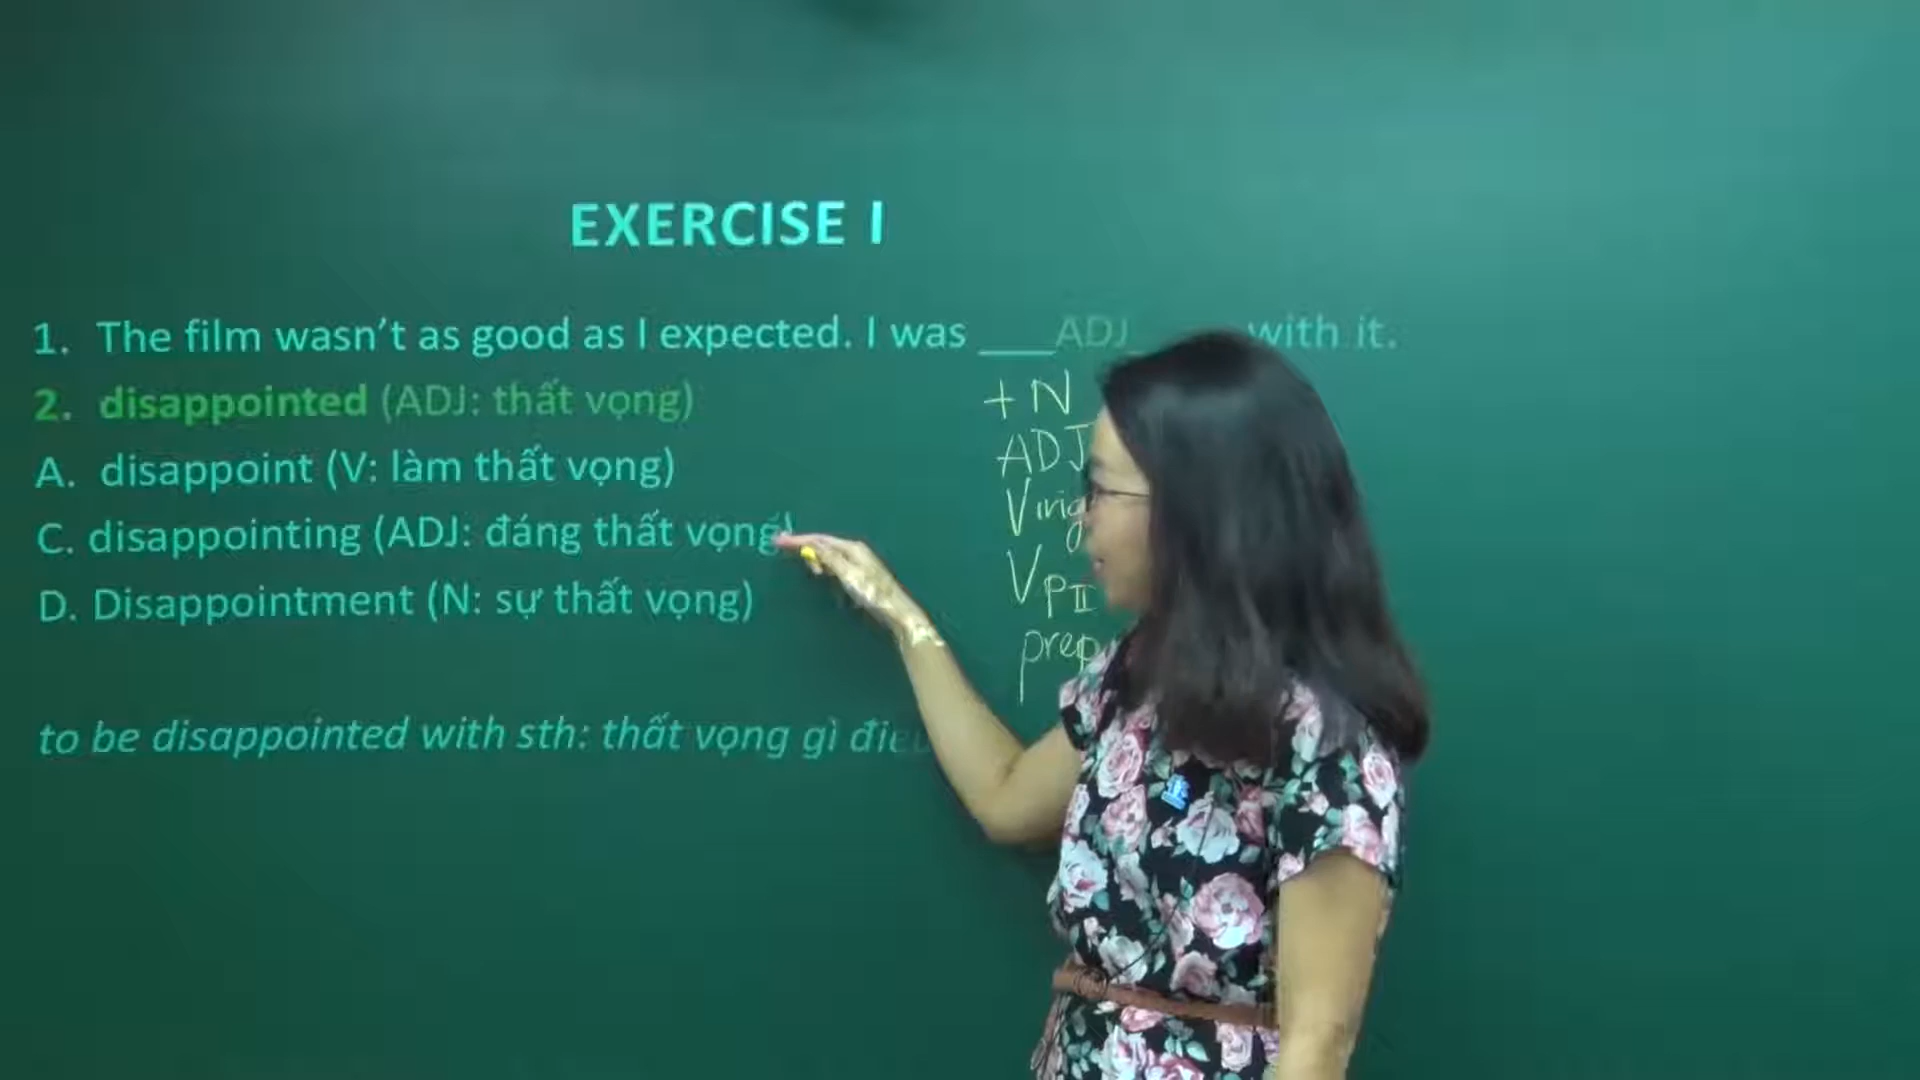 EXERCISE I
1. The film wasn't as good as I expected. I was ____ADJ_ with it.
2. disappointed (ADJ: thất vọng)
A. disappoint (V: làm thất vọng)
C. disappointing (ADJ: đáng thất vọng)
D. Disappointment (N: sự thất vọng)
to be disappointed with sth: thất vọng gì
+ N
ADJ
Ving
VPII
prep